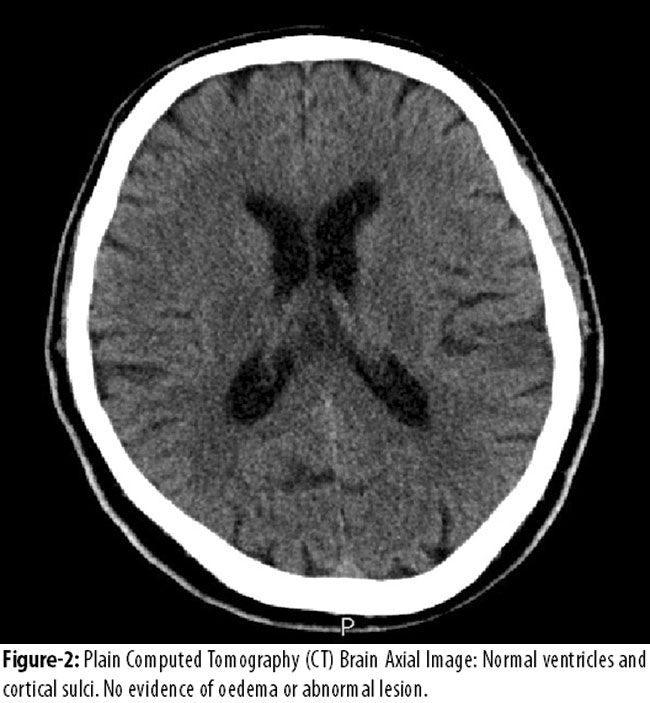 P
Figure-2: Plain Computed Tomography (CT) Brain Axial Image: Normal ventricles and
cortical sulci. No evidence of oedema or abnormal lesion.